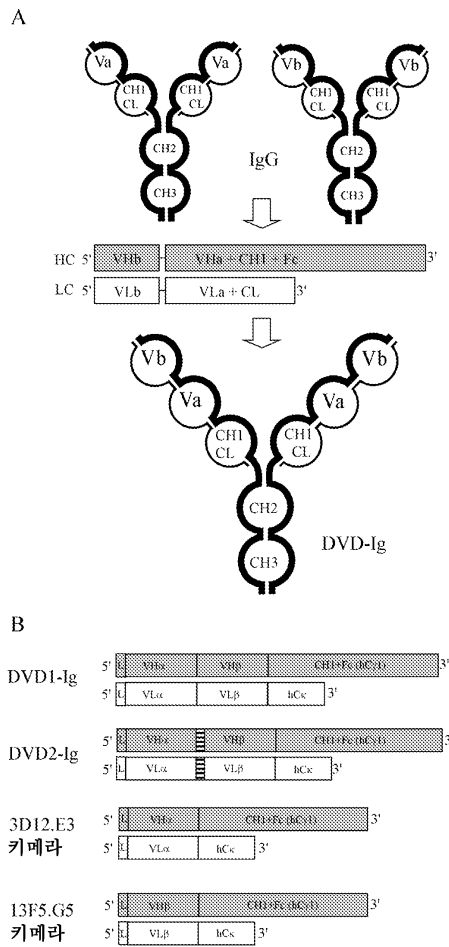 A
Va Va Vb Vb
CH1 CH1 CH1 CH1
CL CL CL CL
CH2 CH2
IgG
CH3 CH3
HC 5' VHb VHa + CH1 + Fc 3'
LC 5' VLb VLa + CL 3'
Vb Vb
Va Va
CH1 CH1
CL CL
CH2
DVD-Ig
CH3
B
DVD1-Ig
5' L VHα VHβ CH1+Fc (hCγ1) 3'
5' L VLα VLβ hCκ 3'
DVD2-Ig
5' L VHα VHβ CH1+Fc (hCγ1) 3'
5' L VLα VLβ hCκ 3'
3D12.E3
키메라
5' L VHα CH1+Fc (hCγ1) 3'
5' L VLα hCκ 3'
13F5.G5
키메라
5' L VHβ CH1+Fc (hCγ1) 3'
5' L VLβ hCκ 3'